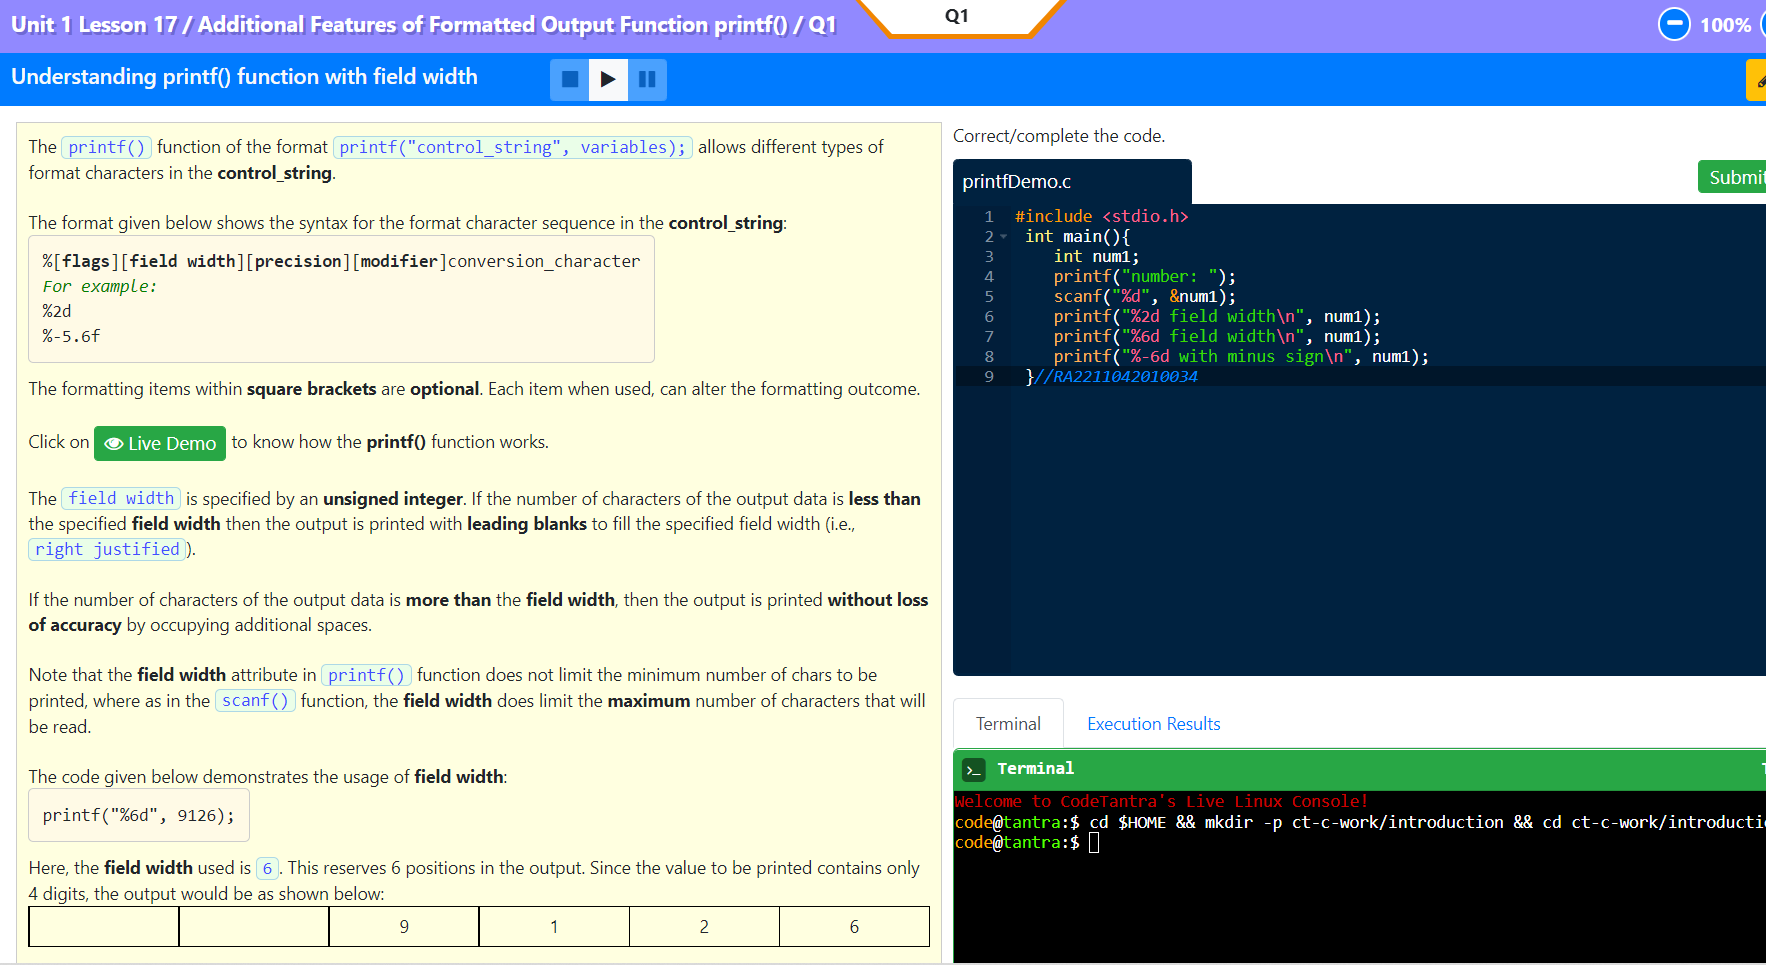 Unit 1 Lesson 17 / Additional Features of Formatted Output Function printf() / Q1
Q1
100%
Understanding printf() function with field width
The printf() function of the format printf("control_string", variables); allows different types of
format characters in the control_string.
The format given below shows the syntax for the format character sequence in the control_string:
%[flags][field width][precision][modifier]conversion_character
For example:
%2d
%-5.6f
The formatting items within square brackets are optional. Each item when used, can alter the formatting outcome.
Click on Live Demo to know how the printf() function works.
The field width is specified by an unsigned integer. If the number of characters of the output data is less than
the specified field width then the output is printed with leading blanks to fill the specified field width (i.e.,
right justified).
If the number of characters of the output data is more than the field width, then the output is printed without loss
of accuracy by occupying additional spaces.
Note that the field width attribute in printf() function does not limit the minimum number of chars to be
printed, where as in the scanf() function, the field width does limit the maximum number of characters that will
be read.
The code given below demonstrates the usage of field width:
printf("%6d", 9126);
Here, the field width used is 6. This reserves 6 positions in the output. Since the value to be printed contains only
4 digits, the output would be as shown below:
9 1 2 6
Correct/complete the code.
printfDemo.c
Submit
1 #include <stdio.h>
2 int main(){
3 int num1;
4 printf("number: ");
5 scanf("%d", &num1);
6 printf("%2d field width\n", num1);
7 printf("%6d field width\n", num1);
8 printf("%-6d with minus sign\n", num1);
9 }//RA2211042010034
Terminal Execution Results
>_ Terminal
Welcome to CodeTantra's Live Linux Console!
code@tantra:$ cd $HOME && mkdir -p ct-c-work/introduction && cd ct-c-work/introducti
code@tantra:$